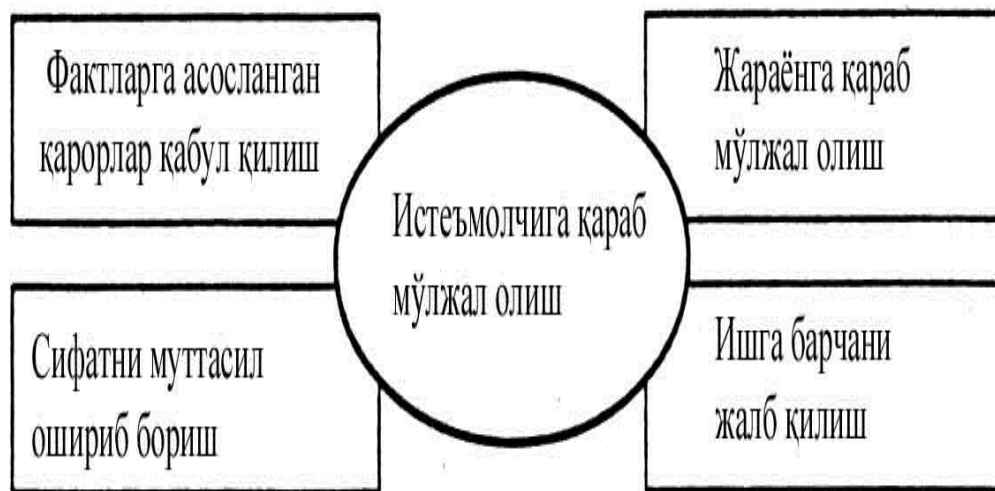 Фактларга асосланган
қарорлар қабул қилиш
Жараёнга қараб
мўлжал олиш
Истеъмолчига қараб
мўлжал олиш
Сифатни муттасил
ошириб бориш
Ишга барчани
жалб қилиш